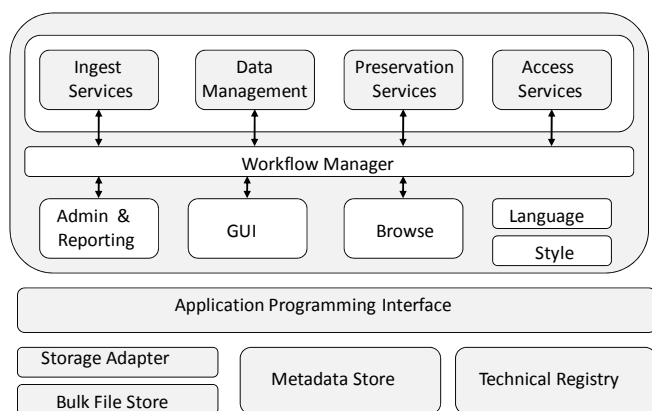 Ingest
Services
Data
Management
Preservation
Services
Access
Services
Workflow Manager
Admin &
Reporting
GUI
Browse
Language
Style
Application Programming Interface
Storage Adapter
Bulk File Store
Metadata Store
Technical Registry